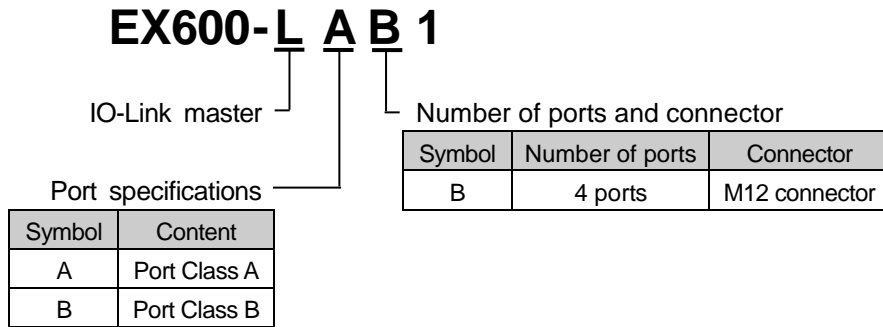 EX600-L A B 1
IO-Link master
Number of ports and connector
Symbol Number of ports Connector
B 4 ports M12 connector
Port specifications
Symbol Content
A Port Class A
B Port Class B